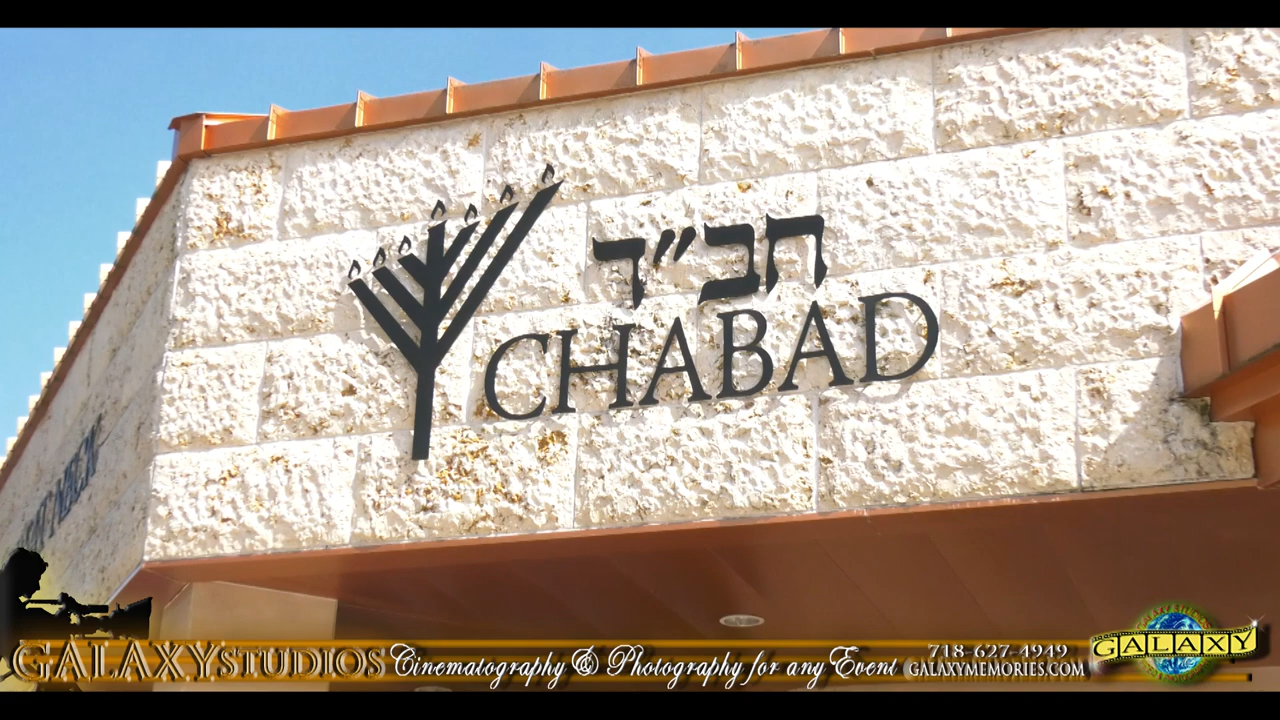 חב״ד
CHABAD
GALAXYSTUDIOS Cinematography & Photography for any Event
718-627-4949
GALAXYMEMORIES.COM
GALAXY